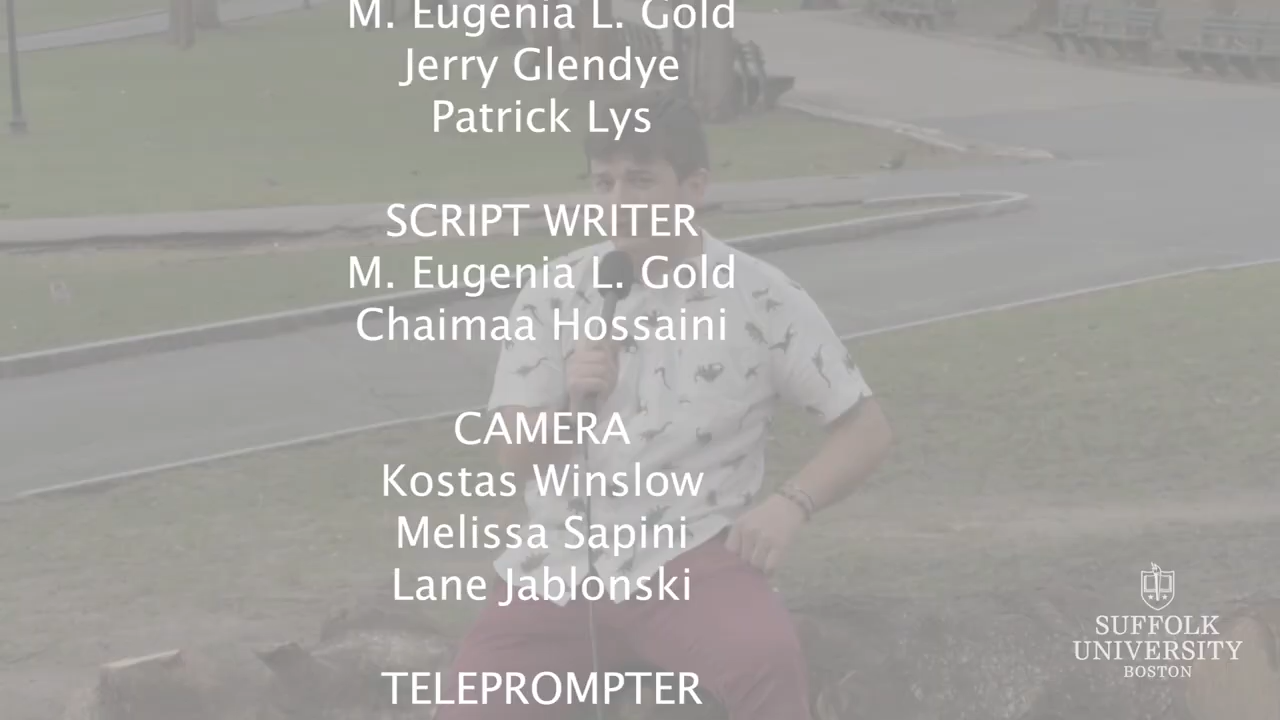 M. Eugenia L. Gold
Jerry Glendye
Patrick Lys
SCRIPT WRITER
M. Eugenia L. Gold
Chaimaa Hossaini
CAMERA
Kostas Winslow
Melissa Sapini
Lane Jablonski
TELEPROMPTER
SUFFOLK
UNIVERSITY
BOSTON